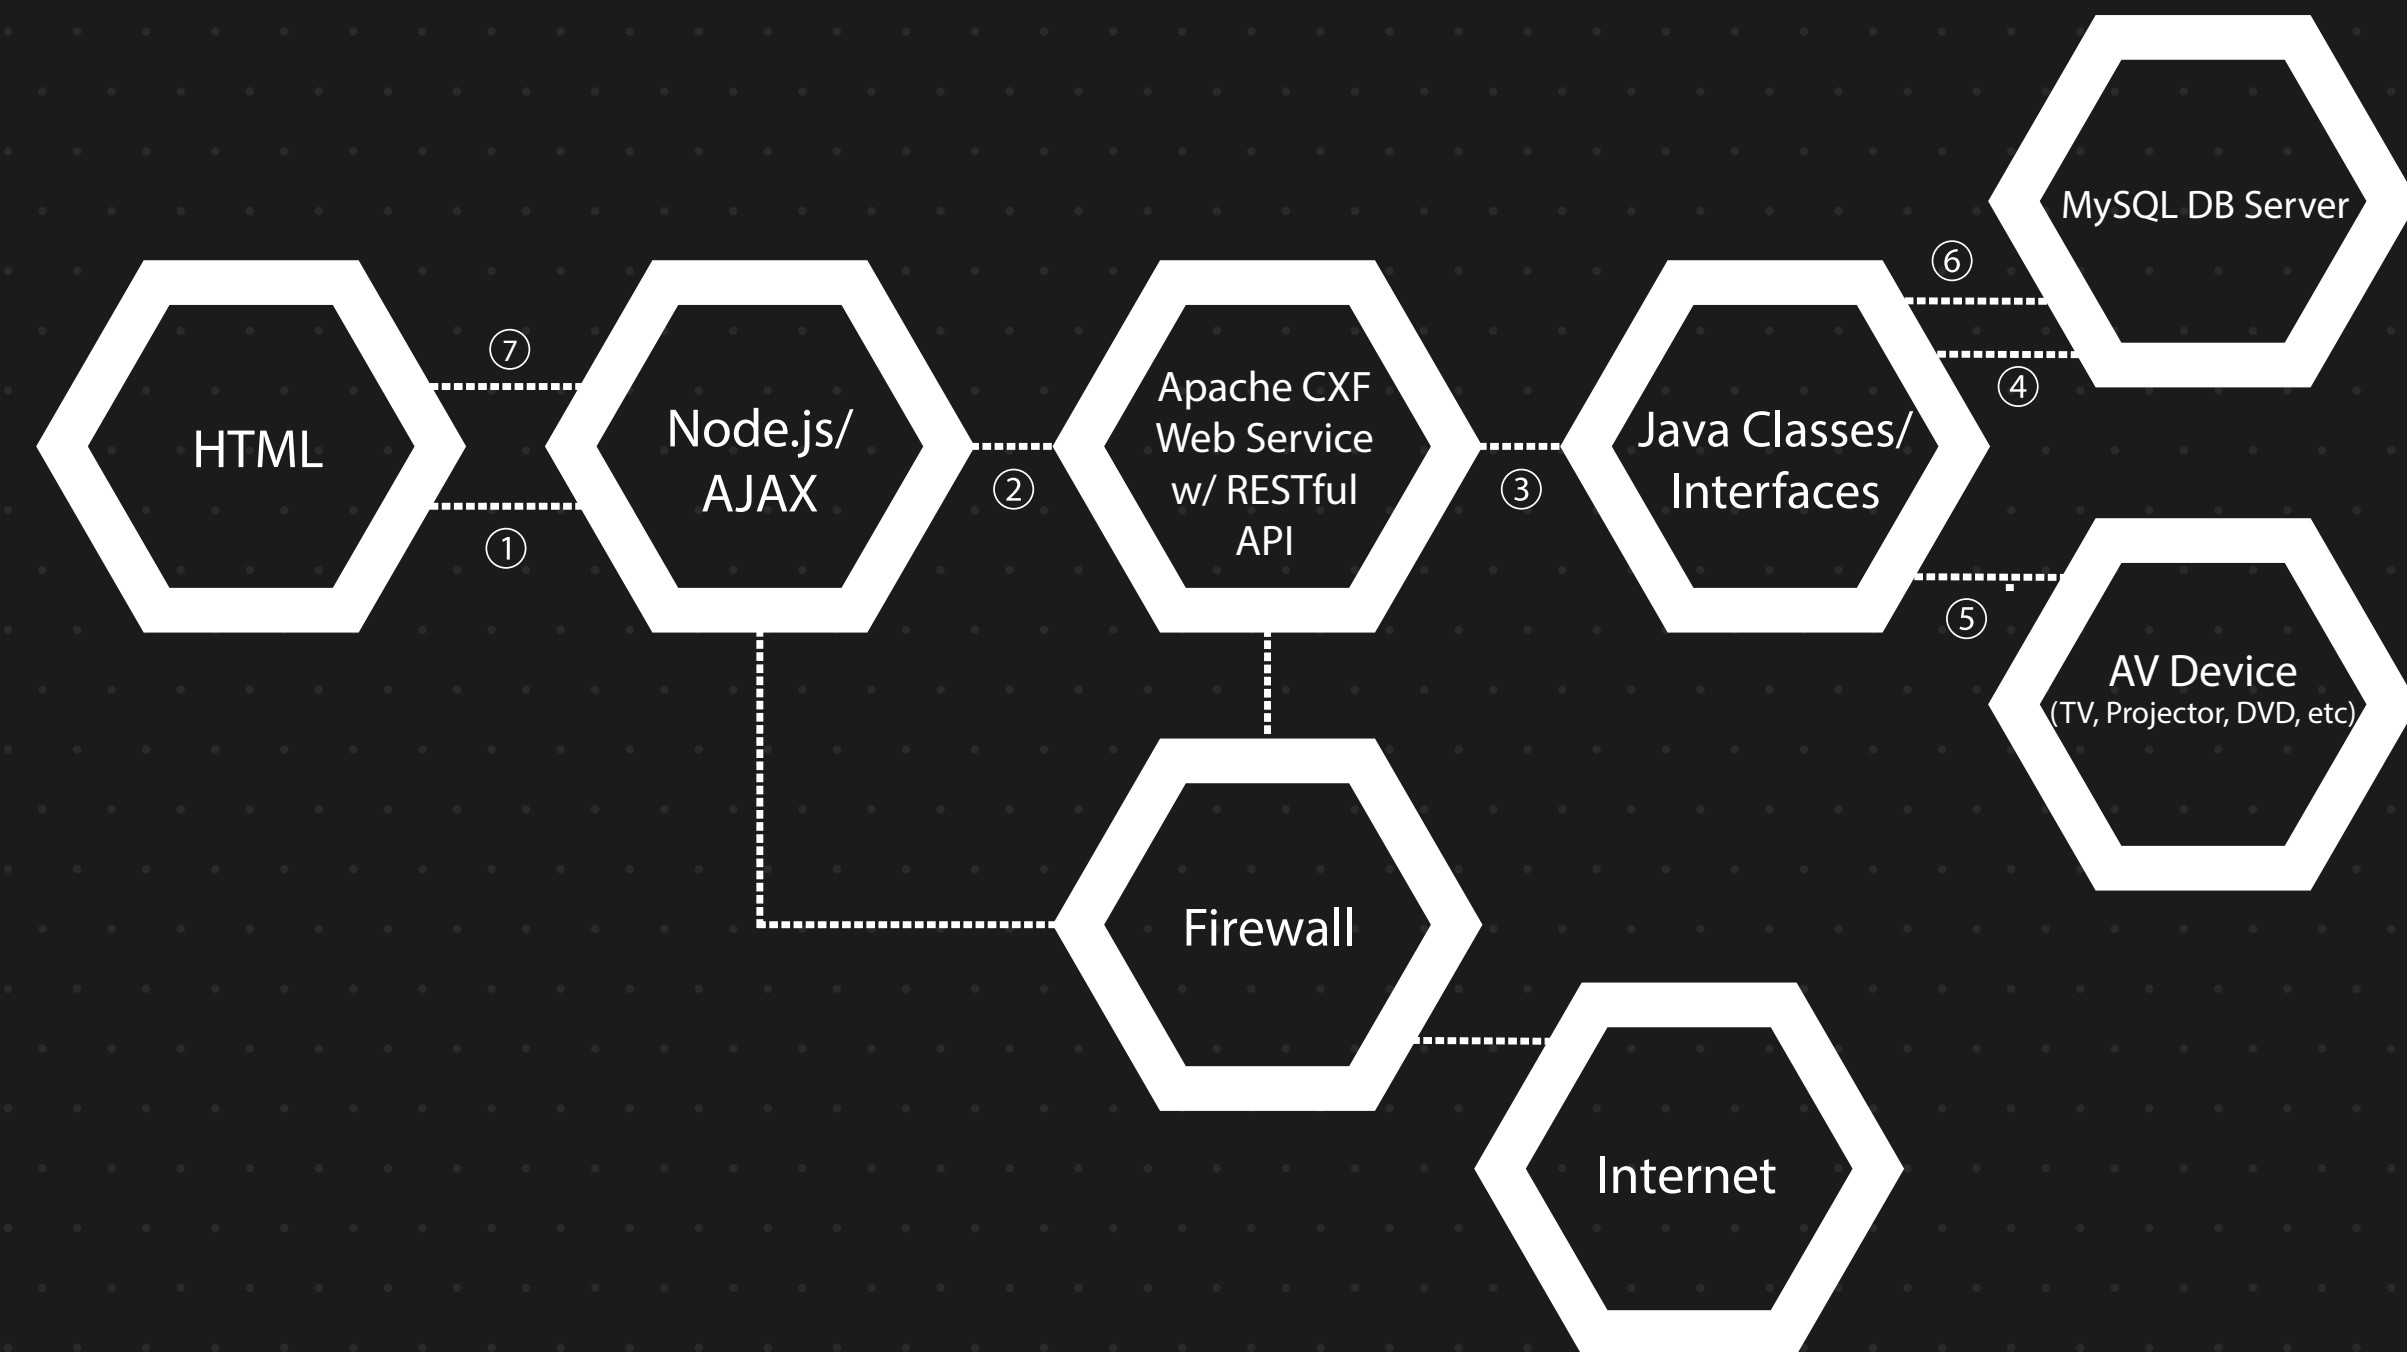 HTML
⑦
①
Node.js/
AJAX
②
Apache CXF
Web Service
w/ RESTful
API
③
Java Classes/
Interfaces
⑥
④
⑤
MySQL DB Server
AV Device
(TV, Projector, DVD, etc)
Firewall
Internet